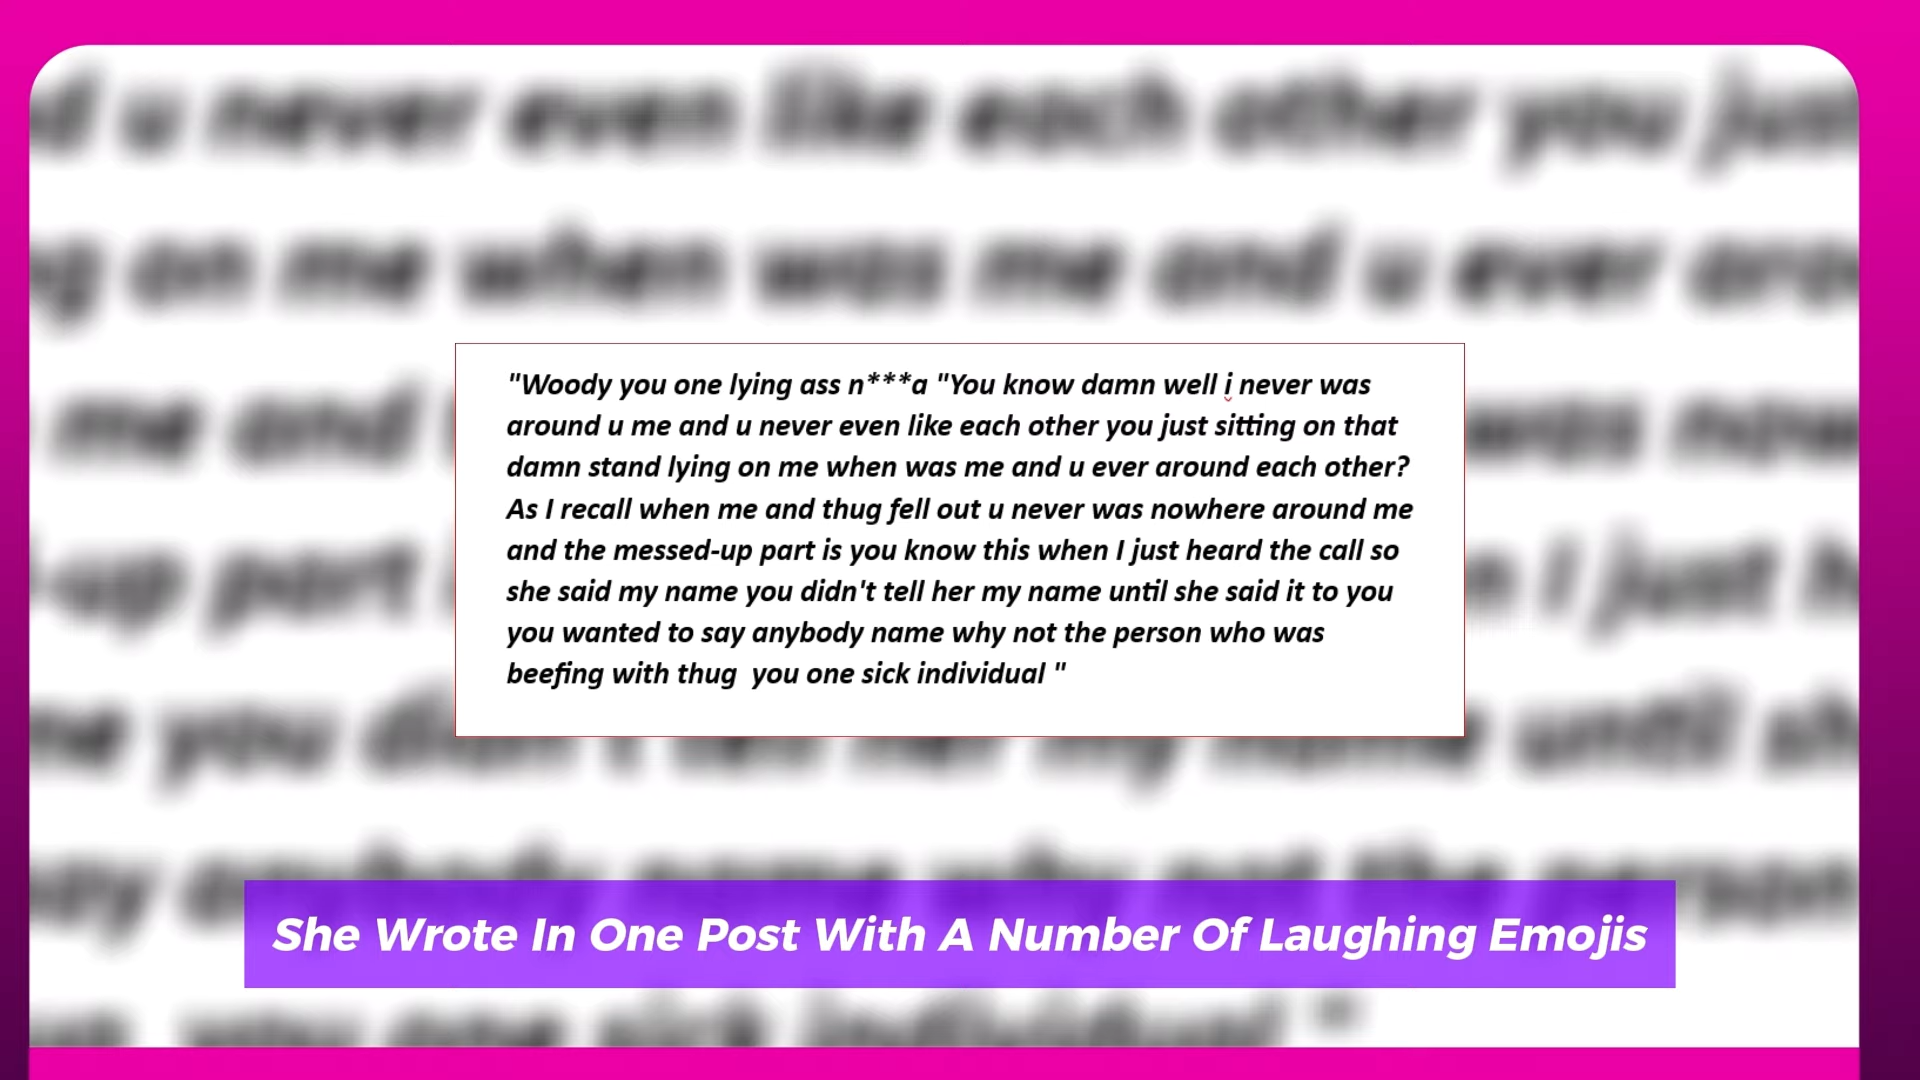 "Woody you one lying ass n***a "You know damn well i never was
around u me and u never even like each other you just sitting on that
damn stand lying on me when was me and u ever around each other?
As I recall when me and thug fell out u never was nowhere around me
and the messed-up part is you know this when I just heard the call so
she said my name you didn't tell her my name until she said it to you
you wanted to say anybody name why not the person who was
beefing with thug  you one sick individual "
She Wrote In One Post With A Number Of Laughing Emojis